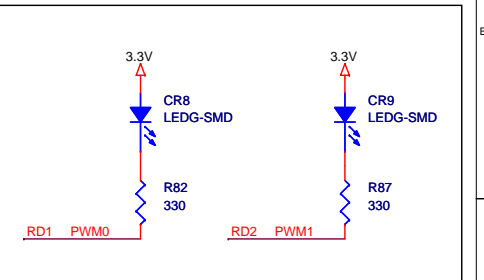 3.3V
3.3V
CR8
LEDG-SMD
CR9
LEDG-SMD
R82
330
R87
330
RD1 PWM0
RD2 PWM1